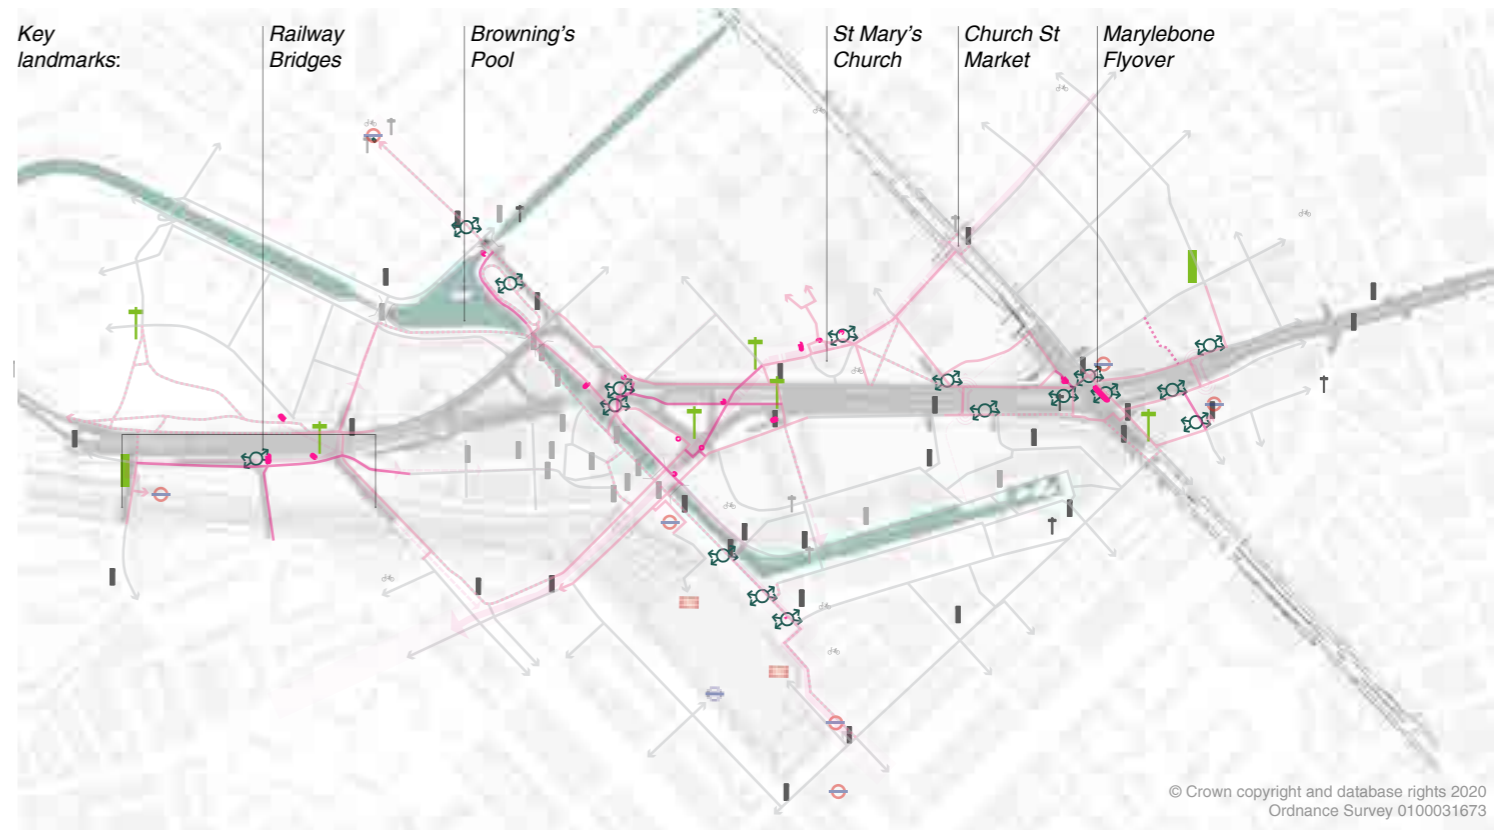 Key
landmarks:
Railway
Bridges
Browning’s
Pool
St Mary’s
Church
Church St
Market
Marylebone
Flyover
© Crown copyright and database rights 2020
Ordnance Survey 0100031673